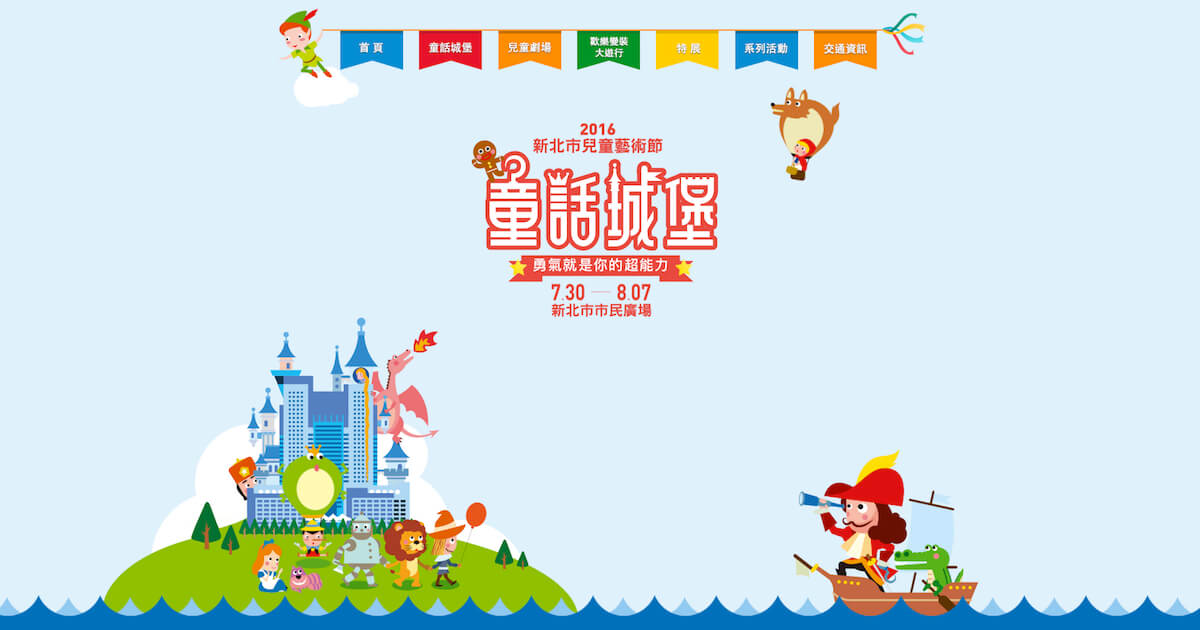 首頁
童話城堡
兒童劇場
歡樂變裝
大遊行
特展
系列活動
交通資訊
2016
新北市兒童藝術節
童話城堡
勇氣就是你的超能力
7.30 — 8.07
新北市市民廣場